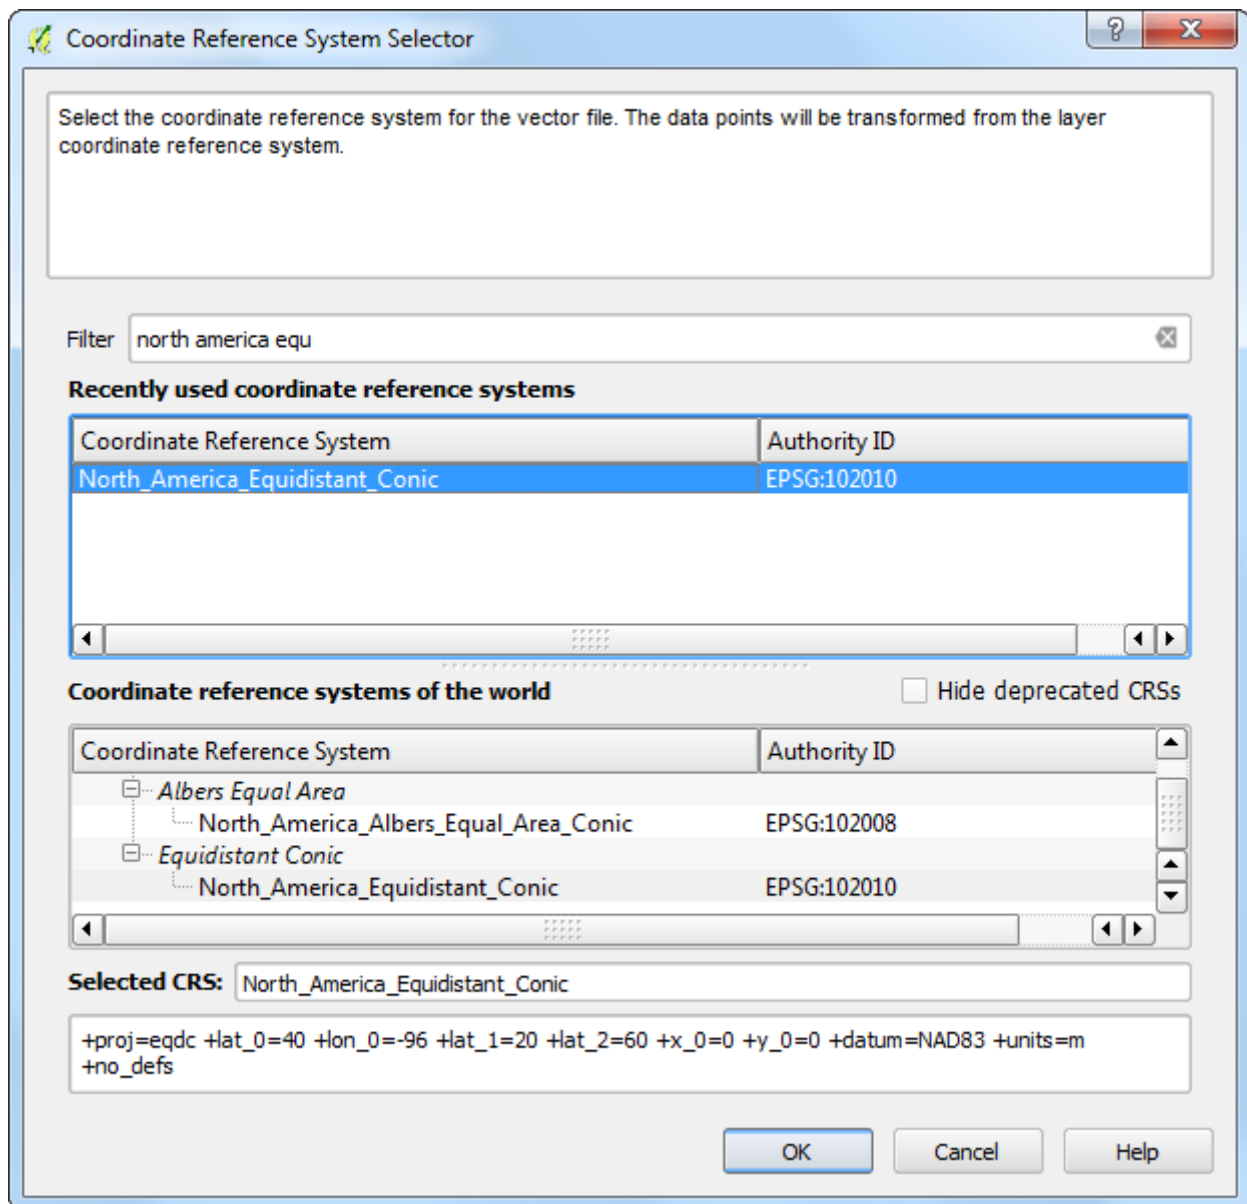 Coordinate Reference System Selector
?
Select the coordinate reference system for the vector file. The data points will be transformed from the layer
coordinate reference system.
Filter north america equ
Recently used coordinate reference systems
Coordinate Reference System Authority ID
North_America_Equidistant_Conic EPSG:102010
Coordinate reference systems of the world Hide deprecated CRSs
Coordinate Reference System Authority ID
Albers Equal Area
North_America_Albers_Equal_Area_Conic EPSG:102008
Equidistant Conic
North_America_Equidistant_Conic EPSG:102010
Selected CRS: North_America_Equidistant_Conic
+proj=eqdc +lat_0=40 +lon_0=-96 +lat_1=20 +lat_2=60 +x_0=0 +y_0=0 +datum=NAD83 +units=m
+no_defs
OK Cancel Help